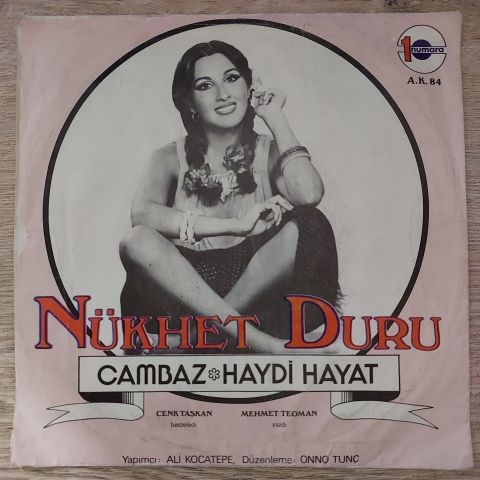 1 numara
A.K. 84
NÜKHET DURU
CAMBAZ HAYDİ HAYAT
CENK TAŞKAN MEHMET TEOMAN
besteledi yazdı
Yapımcı: ALİ KOCATEPE, Düzenleme: ONNO TUNÇ